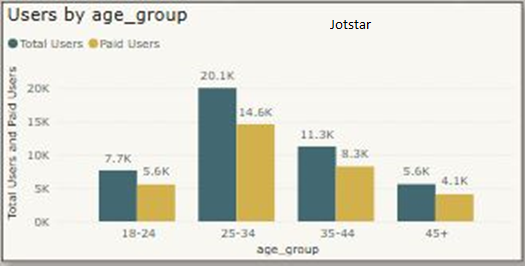 Users by age_group
Jotstar
Total Users Paid Users
Total Users and Paid Users
20K
15K
10K
5K
0K
7.7K
5.6K
20.1K
14.6K
11.3K
8.3K
5.6K
4.1K
18-24
25-34
35-44
45+
age_group